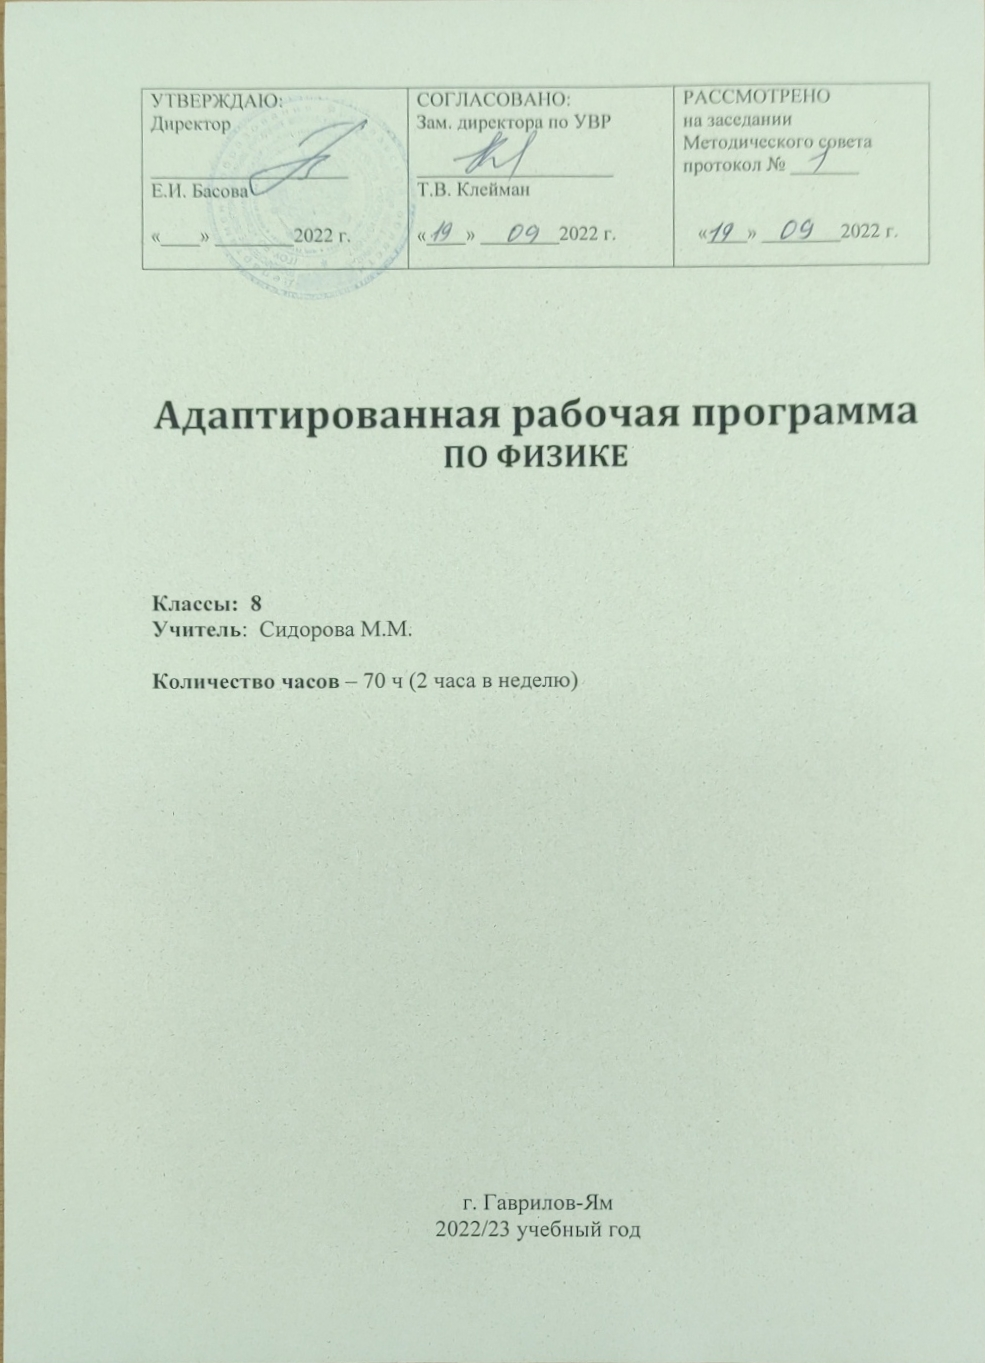 УТВЕРЖДАЮ:
Директор
Е.И. Басова
«____» ________2022 г.
СОГЛАСОВАНО:
Зам. директора по УВР
Т.В. Клейман
«19» 09 2022 г.
РАССМОТРЕНО
на заседании
Методического совета
протокол № 1
«19» 09 2022 г.
Адаптированная рабочая программа
ПО ФИЗИКЕ
Классы: 8
Учитель: Сидорова М.М.
Количество часов – 70 ч (2 часа в неделю)
г. Гаврилов-Ям
2022/23 учебный год